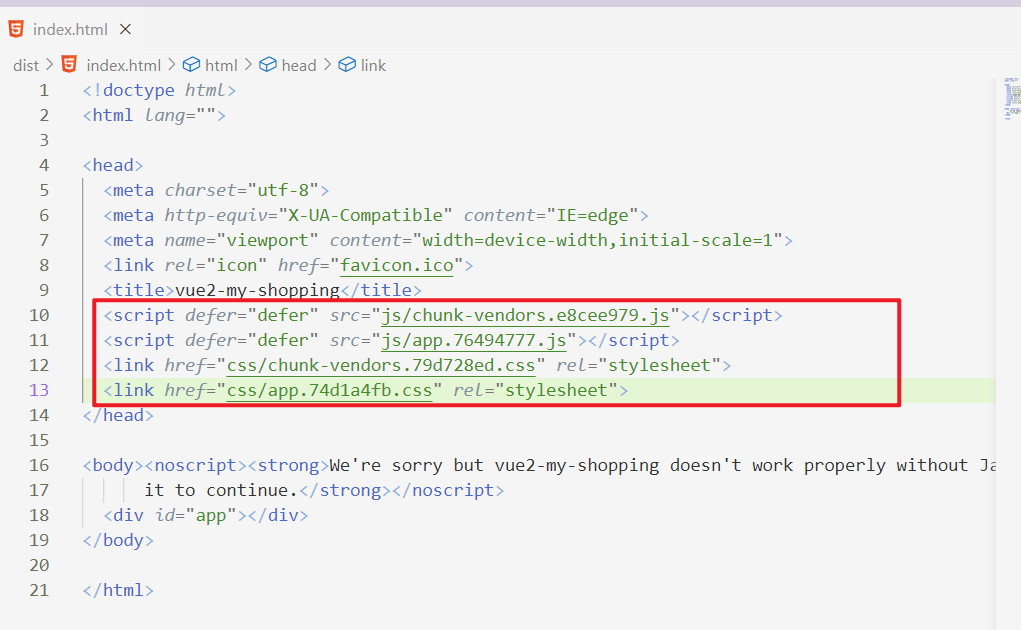 index.html
dist > index.html > html > head > link
1 <!doctype html>
2 <html lang="">
3
4 <head>
5 <meta charset="utf-8">
6 <meta http-equiv="X-UA-Compatible" content="IE=edge">
7 <meta name="viewport" content="width=device-width,initial-scale=1">
8 <link rel="icon" href="favicon.ico">
9 <title>vue2-my-shopping</title>
10 <script defer="defer" src="js/chunk-vendors.e8cee979.js"></script>
11 <script defer="defer" src="js/app.76494777.js"></script>
12 <link href="css/chunk-vendors.79d728ed.css" rel="stylesheet">
13 <link href="css/app.74d1a4fb.css" rel="stylesheet">
14 </head>
15
16 <body><noscript><strong>We're sorry but vue2-my-shopping doesn't work properly without Ja
17 it to continue.</strong></noscript>
18 <div id="app"></div>
19 </body>
20
21 </html>